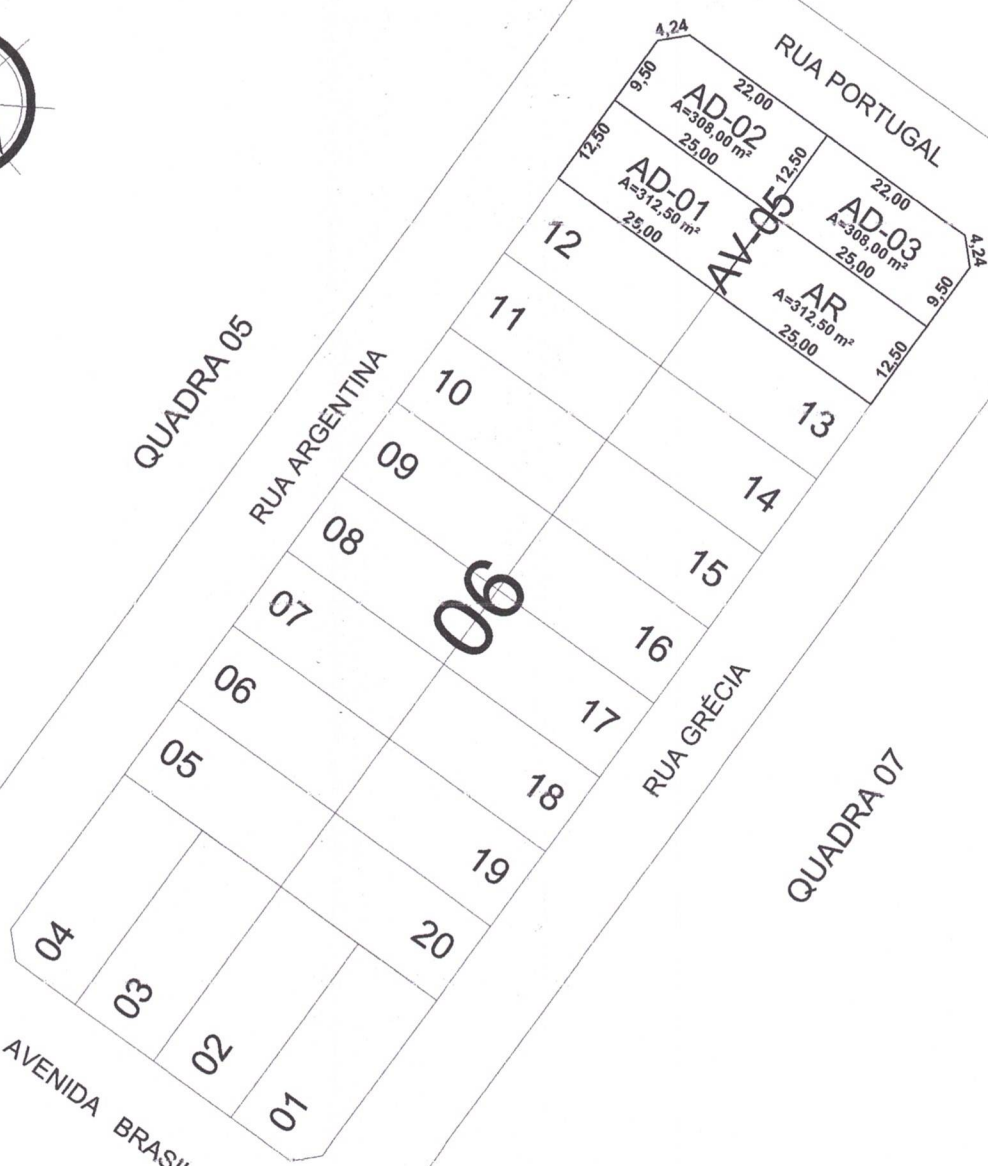 4,24
RUA PORTUGAL
9,50
22,00
AD-02
A=308,00 m²
25,00
12,50
12,50
22,00
AD-01
A=312,50 m²
25,00
AV-05
AD-03
A=308,00 m²
25,00
4,24
9,50
AR
A=312,50 m²
25,00
12,50
12
11
10
09
08
07
06
05
13
14
15
16
17
18
19
20
04
03
02
01
06
QUADRA 05
RUA ARGENTINA
RUA GRÉCIA
QUADRA 07
AVENIDA BRASI